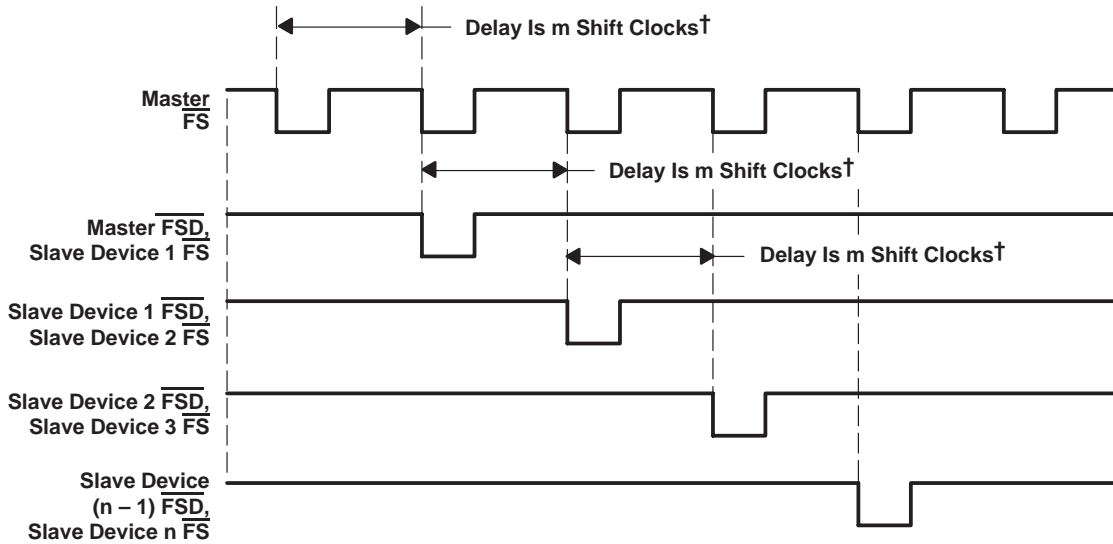 Delay Is m Shift Clocks†
Master
FS
Delay Is m Shift Clocks†
Master FSD,
Slave Device 1 FS
Delay Is m Shift Clocks†
Slave Device 1 FSD,
Slave Device 2 FS
Slave Device 2 FSD,
Slave Device 3 FS
Slave Device
(n – 1) FSD,
Slave Device n FS